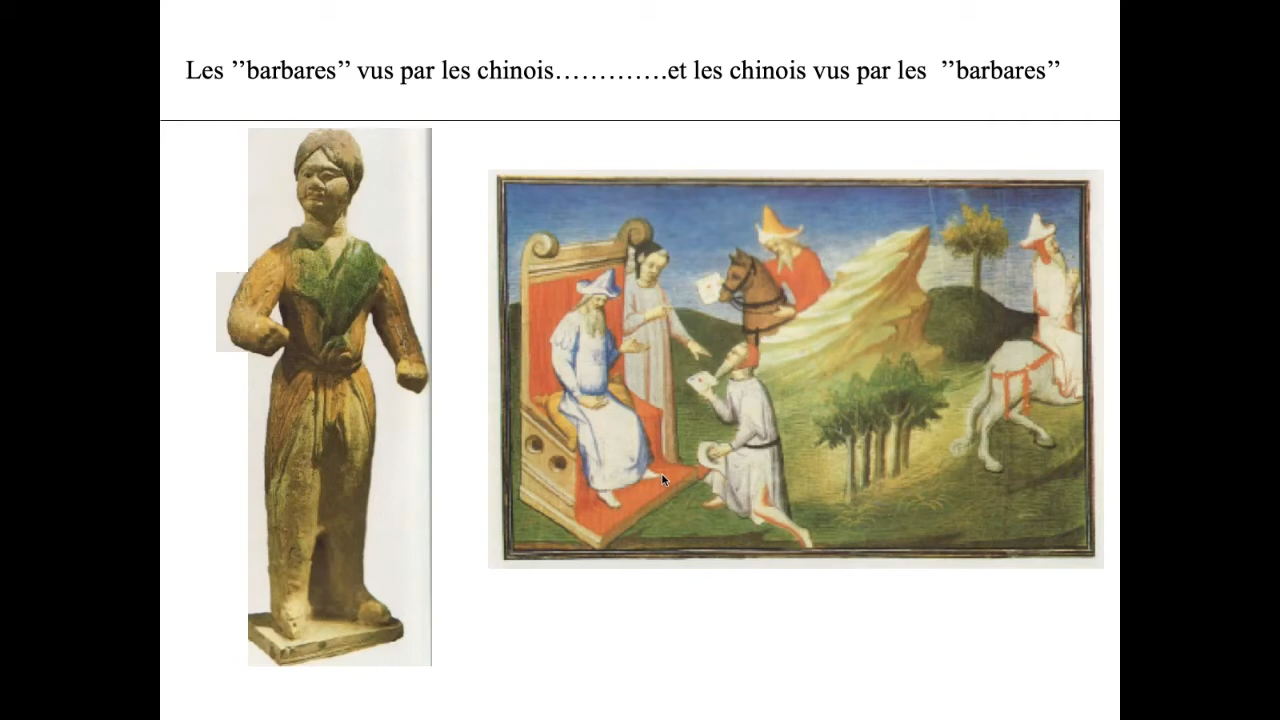 Les ’’barbares’’ vus par les chinois………….et les chinois vus par les ’’barbares’’